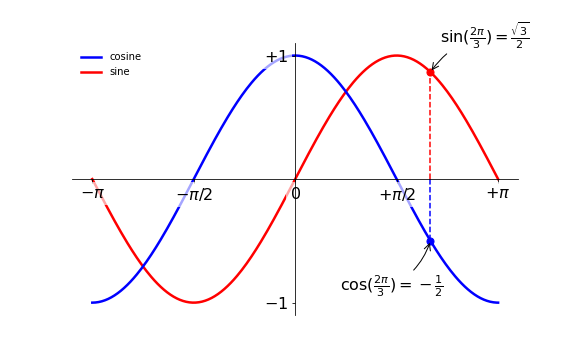 sin(2π/3) = √3/2
cosine
+1
sine
−π
−π/2
0
+π/2
+π
cos(2π/3) = −1/2
−1